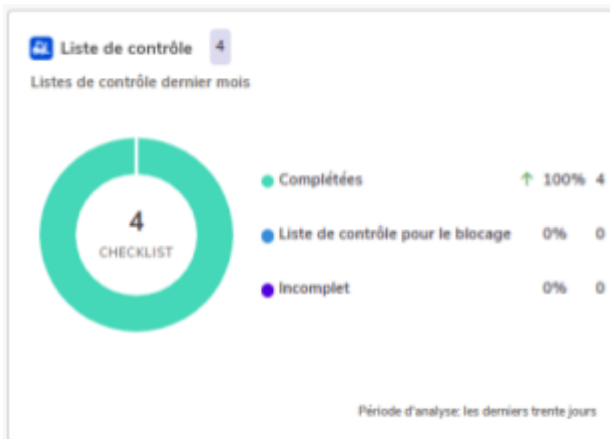 Liste de contrôle 4
Listes de contrôle dernier mois
4
CHECKLIST
Complétées ↑ 100% 4
Liste de contrôle pour le blocage 0% 0
Incomplet 0% 0
Période d'analyse: les derniers trente jours